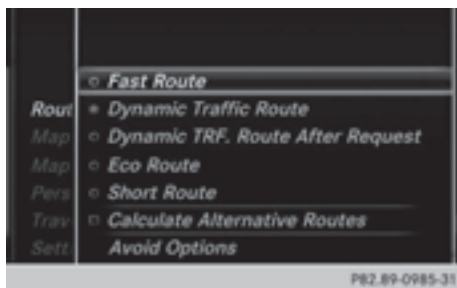 Fast Route
Rout Dynamic Traffic Route
Map Dynamic TRF. Route After Request
Map Eco Route
Pers Short Route
Trav Calculate Alternative Routes
Sett Avoid Options
P82.89-0985-31